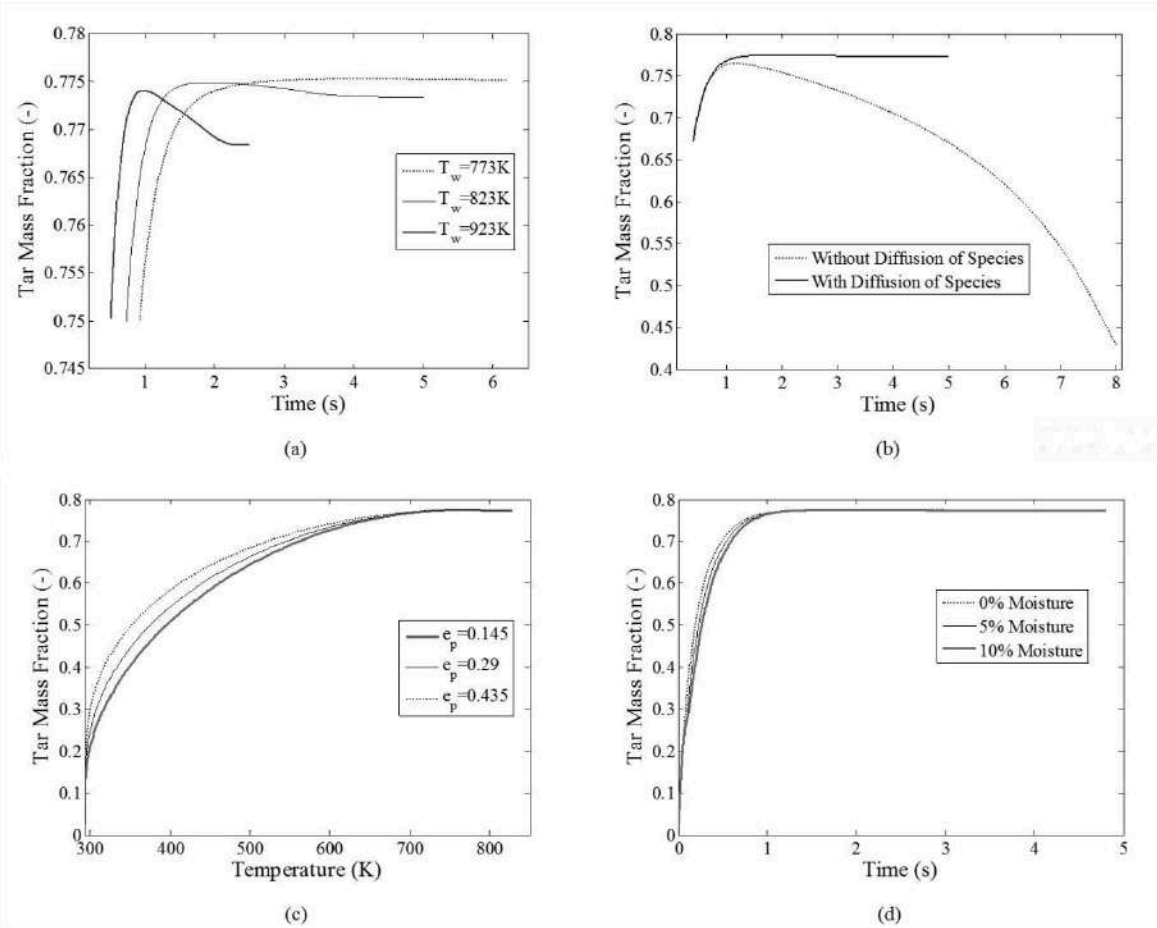 0.78
0.775
0.77
0.765
0.76
0.755
0.75
0.745
Tar Mass Fraction (-)
T_w=773K
T_w=823K
T_w=923K
1 2 3 4 5 6
Time (s)
(a)
0.8
0.75
0.7
0.65
0.6
0.55
0.5
0.45
0.4
Tar Mass Fraction (-)
Without Diffusion of Species
With Diffusion of Species
1 2 3 4 5 6 7 8
Time (s)
(b)
0.8
0.7
0.6
0.5
0.4
0.3
0.2
0.1
0
Tar Mass Fraction (-)
e_p=0.145
e_p=0.29
e_p=0.435
300 400 500 600 700 800
Temperature (K)
(c)
0.8
0.7
0.6
0.5
0.4
0.3
0.2
0.1
0
Tar Mass Fraction (-)
0% Moisture
5% Moisture
10% Moisture
0 1 2 3 4 5
Time (s)
(d)